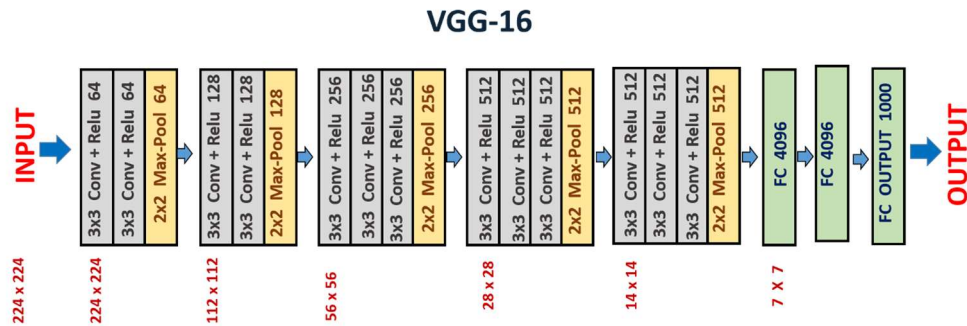 VGG-16
INPUT
3x3 Conv + Relu 64
3x3 Conv + Relu 64
2x2 Max-Pool 64
3x3 Conv + Relu 128
3x3 Conv + Relu 128
2x2 Max-Pool 128
3x3 Conv + Relu 256
3x3 Conv + Relu 256
3x3 Conv + Relu 256
2x2 Max-Pool 256
3x3 Conv + Relu 512
3x3 Conv + Relu 512
3x3 Conv + Relu 512
2x2 Max-Pool 512
3x3 Conv + Relu 512
3x3 Conv + Relu 512
3x3 Conv + Relu 512
2x2 Max-Pool 512
FC 4096
FC 4096
FC OUTPUT 1000
OUTPUT
224 x 224
224 x 224
112 x 112
56 x 56
28 x 28
14 x 14
7 X 7